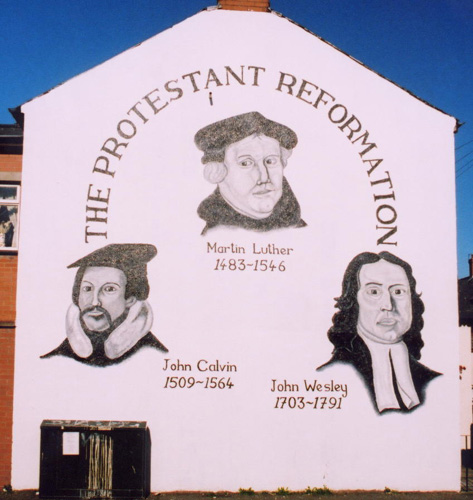 THE PROTESTANT REFORMATION
Martin Luther
1483~1546
John Calvin
1509~1564
John Wesley
1703~1791